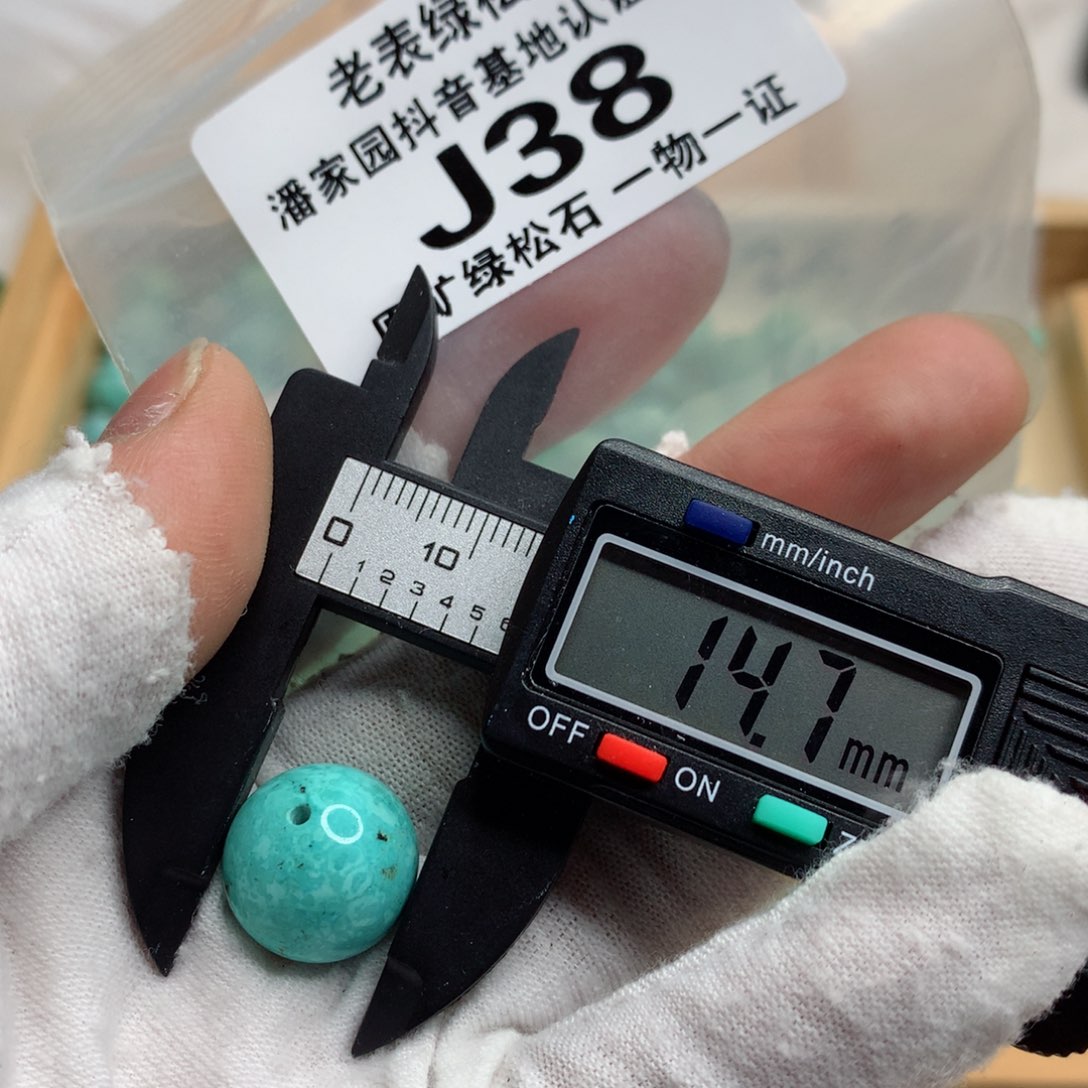 老表绿松
潘家园抖音基地认证
J38
矿绿松石 一物一证
0 10
1 2 3 4 5 6
mm/inch
14.7 mm
OFF ON